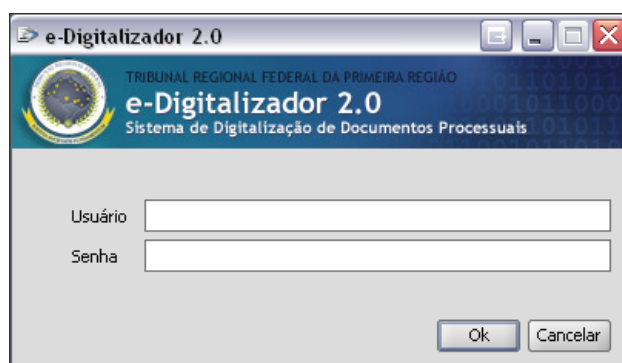 e-Digitalizador 2.0
TRIBUNAL REGIONAL FEDERAL DA PRIMEIRA REGIÃO
e-Digitalizador 2.0
Sistema de Digitalização de Documentos Processuais
Usuário
Senha
Ok
Cancelar